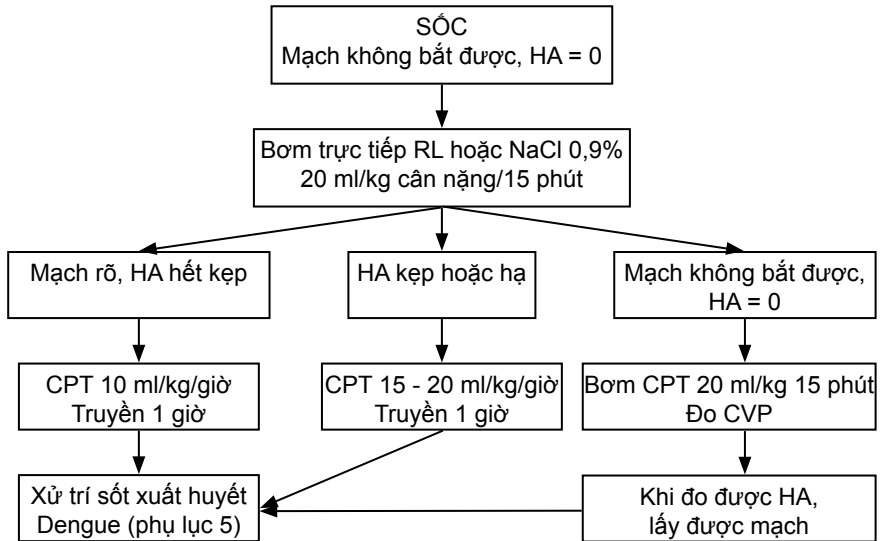 SỐC
Mạch không bắt được, HA = 0
Bơm trực tiếp RL hoặc NaCl 0,9%
20 ml/kg cân nặng/15 phút
Mạch rõ, HA hết kẹp
HA kẹp hoặc hạ
Mạch không bắt được,
HA = 0
CPT 10 ml/kg/giờ
Truyền 1 giờ
CPT 15 - 20 ml/kg/giờ
Truyền 1 giờ
Bơm CPT 20 ml/kg 15 phút
Đo CVP
Xử trí sốt xuất huyết
Dengue (phụ lục 5)
Khi đo được HA,
lấy được mạch